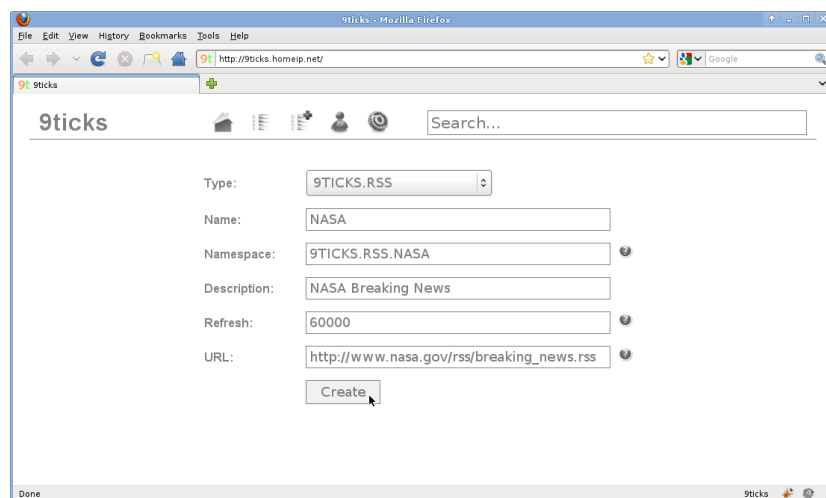 9ticks - Mozilla Firefox
File Edit View History Bookmarks Tools Help
9t http://9ticks.homeip.net/ Google
9t 9ticks
9ticks Search...
Type: 9TICKS.RSS
Name: NASA
Namespace: 9TICKS.RSS.NASA ?
Description: NASA Breaking News
Refresh: 60000 ?
URL: http://www.nasa.gov/rss/breaking_news.rss ?
Create
Done 9ticks